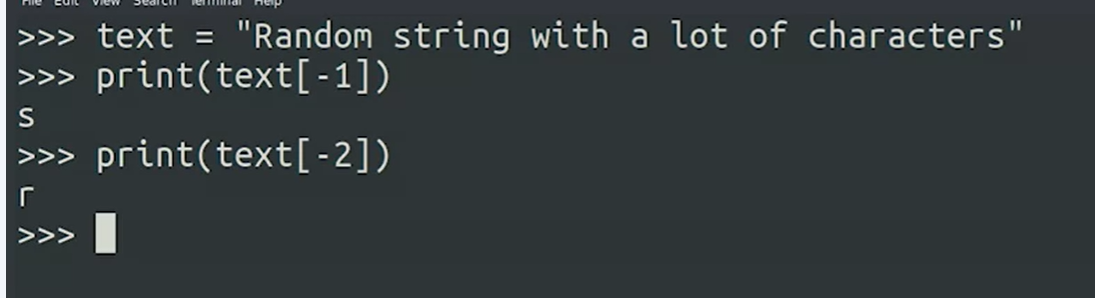 File Edit View Search Terminal Help
>>> text = "Random string with a lot of characters"
>>> print(text[-1])
s
>>> print(text[-2])
r
>>>